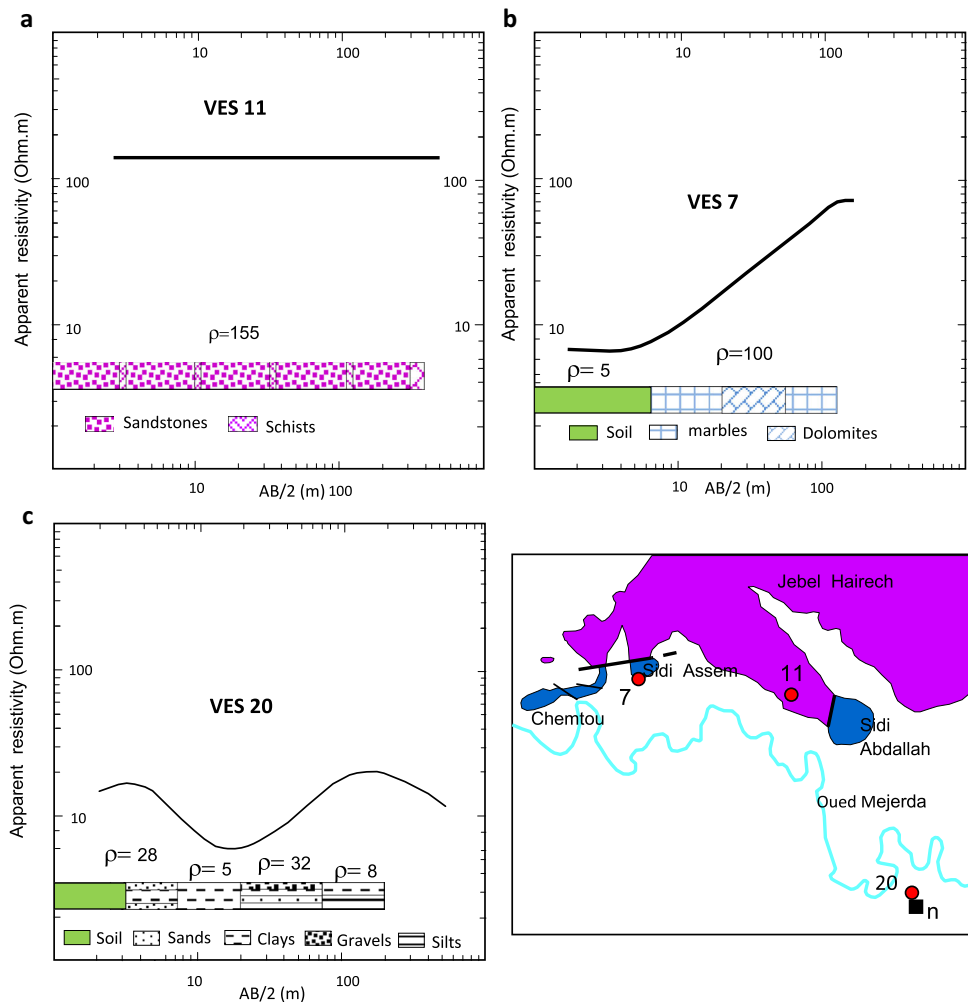 a
10 100
Apparent resistivity (Ohm.m)
VES 11
100 100
10 10
ρ=155
Sandstones Schists
10 100
AB/2 (m)
b
10 100
Apparent resistivity (Ohm.m)
VES 7
100
10
ρ= 5 ρ=100
Soil marbles Dolomites
10 100
AB/2 (m)
c
10 100
Apparent resistivity (Ohm.m)
100
VES 20
10
ρ= 28 ρ= 5 ρ= 32 ρ= 8
Soil Sands Clays Gravels Silts
10 100
AB/2 (m)
Jebel Hairech
Sidi Assem
7
11
Chemtou
Sidi
Abdallah
Oued Mejerda
20
n